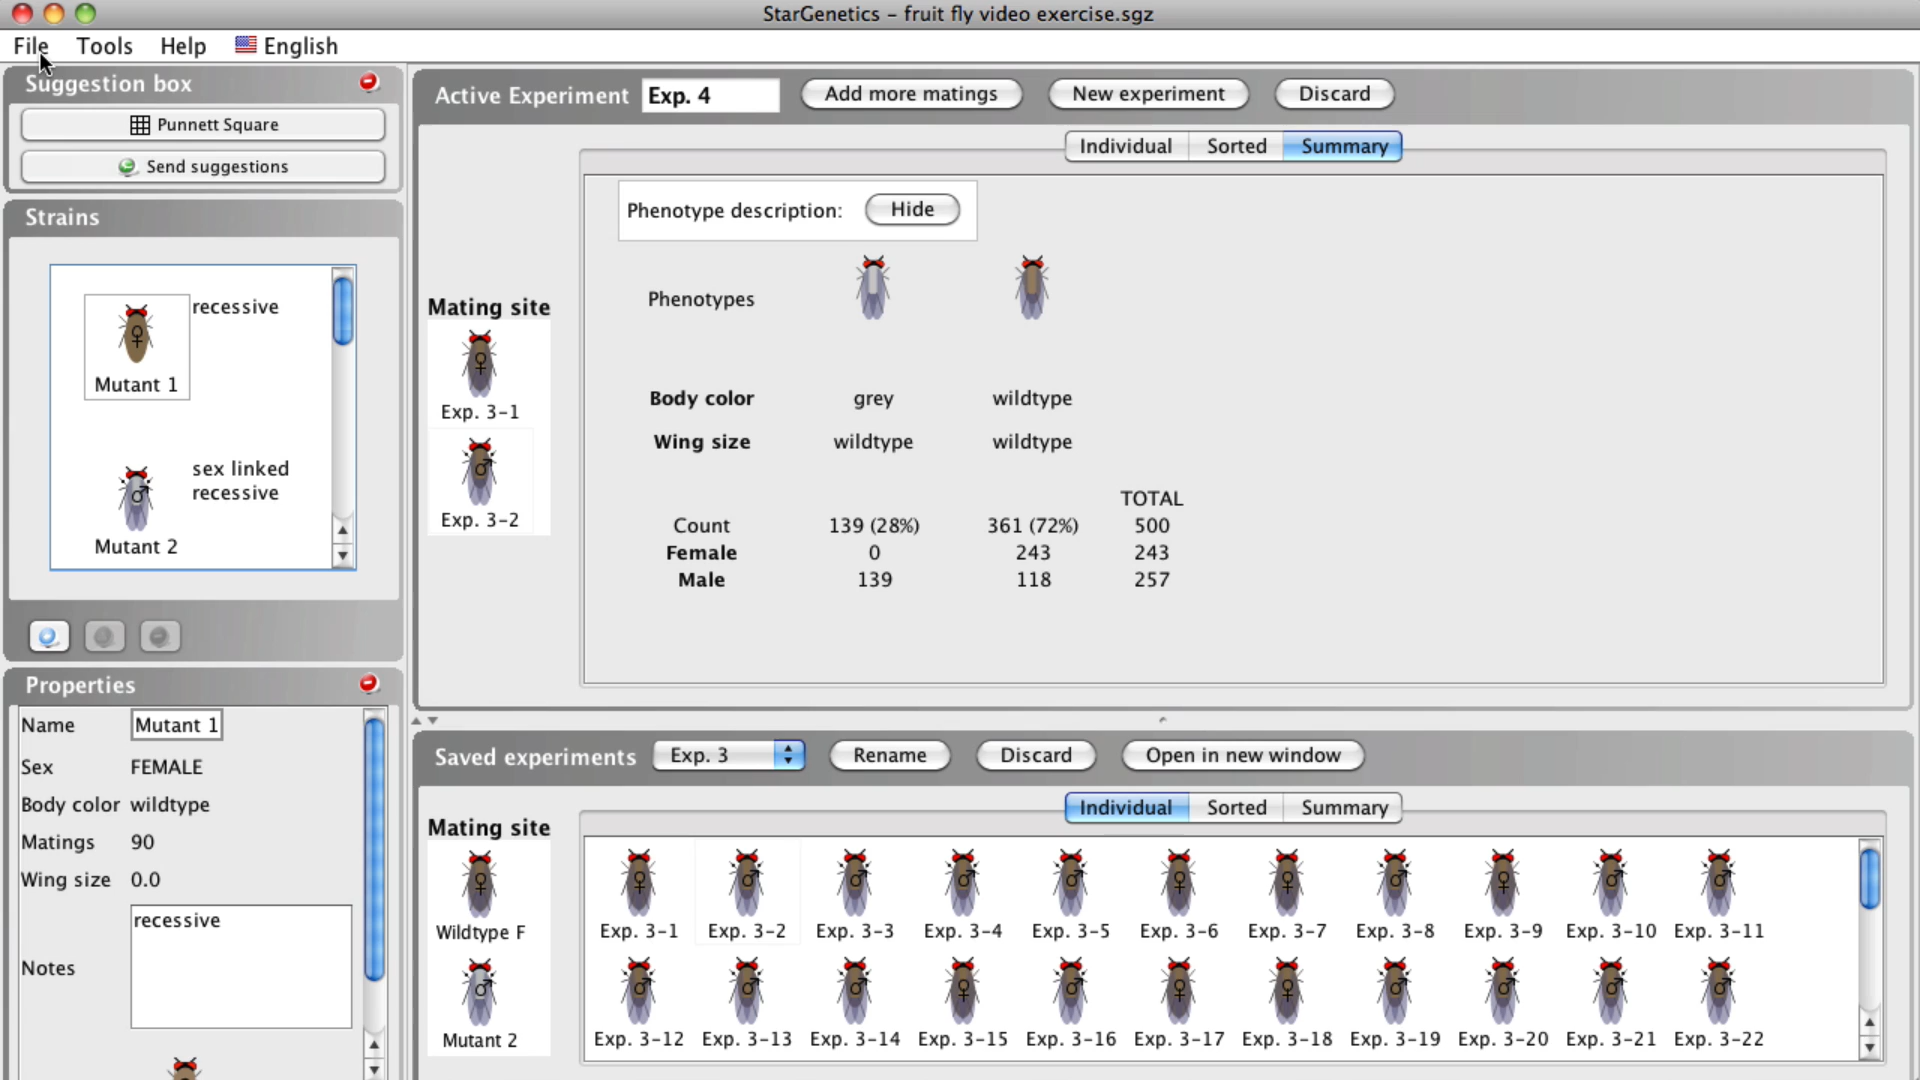 StarGenetics – fruit fly video exercise.sgz
File Tools Help English
Suggestion box
Punnett Square
Send suggestions
Strains
recessive
Mutant 1
sex linked
recessive
Mutant 2
Properties
Name Mutant 1
Sex FEMALE
Body color wildtype
Matings 90
Wing size 0.0
Notes recessive
Active Experiment Exp. 4 Add more matings New experiment Discard
Individual Sorted Summary
Mating site
Exp. 3-1
Exp. 3-2
Phenotype description: Hide
Phenotypes
Body color grey wildtype
Wing size wildtype wildtype
TOTAL
Count 139 (28%) 361 (72%) 500
Female 0 243 243
Male 139 118 257
Saved experiments Exp. 3 Rename Discard Open in new window
Individual Sorted Summary
Mating site
Wildtype F
Mutant 2
Exp. 3-1 Exp. 3-2 Exp. 3-3 Exp. 3-4 Exp. 3-5 Exp. 3-6 Exp. 3-7 Exp. 3-8 Exp. 3-9 Exp. 3-10 Exp. 3-11
Exp. 3-12 Exp. 3-13 Exp. 3-14 Exp. 3-15 Exp. 3-16 Exp. 3-17 Exp. 3-18 Exp. 3-19 Exp. 3-20 Exp. 3-21 Exp. 3-22